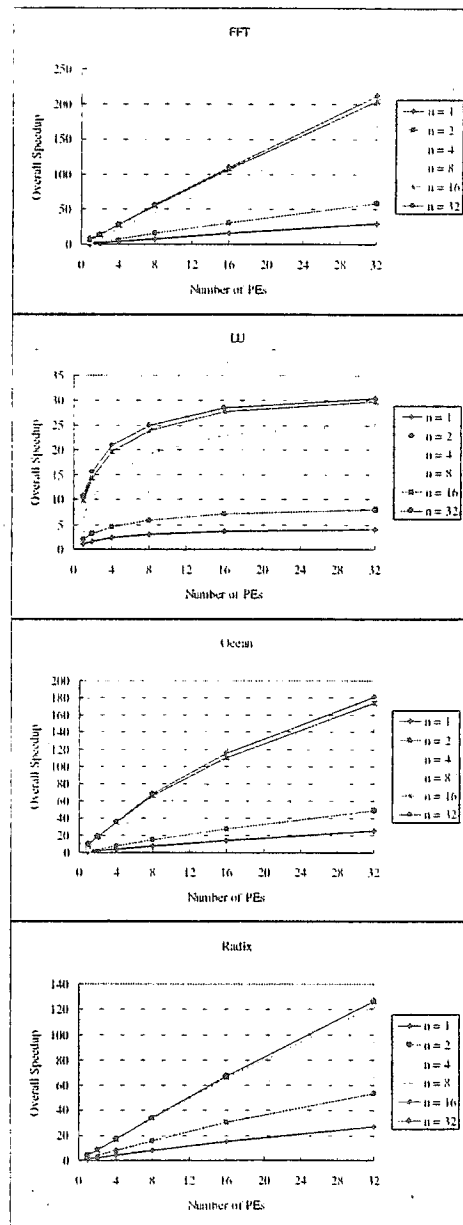 FFT
Overall Speedup
250
200
150
100
50
0
0 4 8 12 16 20 24 28 32
Number of PEs
n = 1
n = 2
n = 4
n = 8
n = 16
n = 32
LU
Overall Speedup
35
30
25
20
15
10
5
0
0 4 8 12 16 20 24 28 32
Number of PEs
n = 1
n = 2
n = 4
n = 8
n = 16
n = 32
Ocean
Overall Speedup
200
180
160
140
120
100
80
60
40
20
0
0 4 8 12 16 20 24 28 32
Number of PEs
n = 1
n = 2
n = 4
n = 8
n = 16
n = 32
Radix
Overall Speedup
140
120
100
80
60
40
20
0
0 4 8 12 16 20 24 28 32
Number of PEs
n = 1
n = 2
n = 4
n = 8
n = 16
n = 32